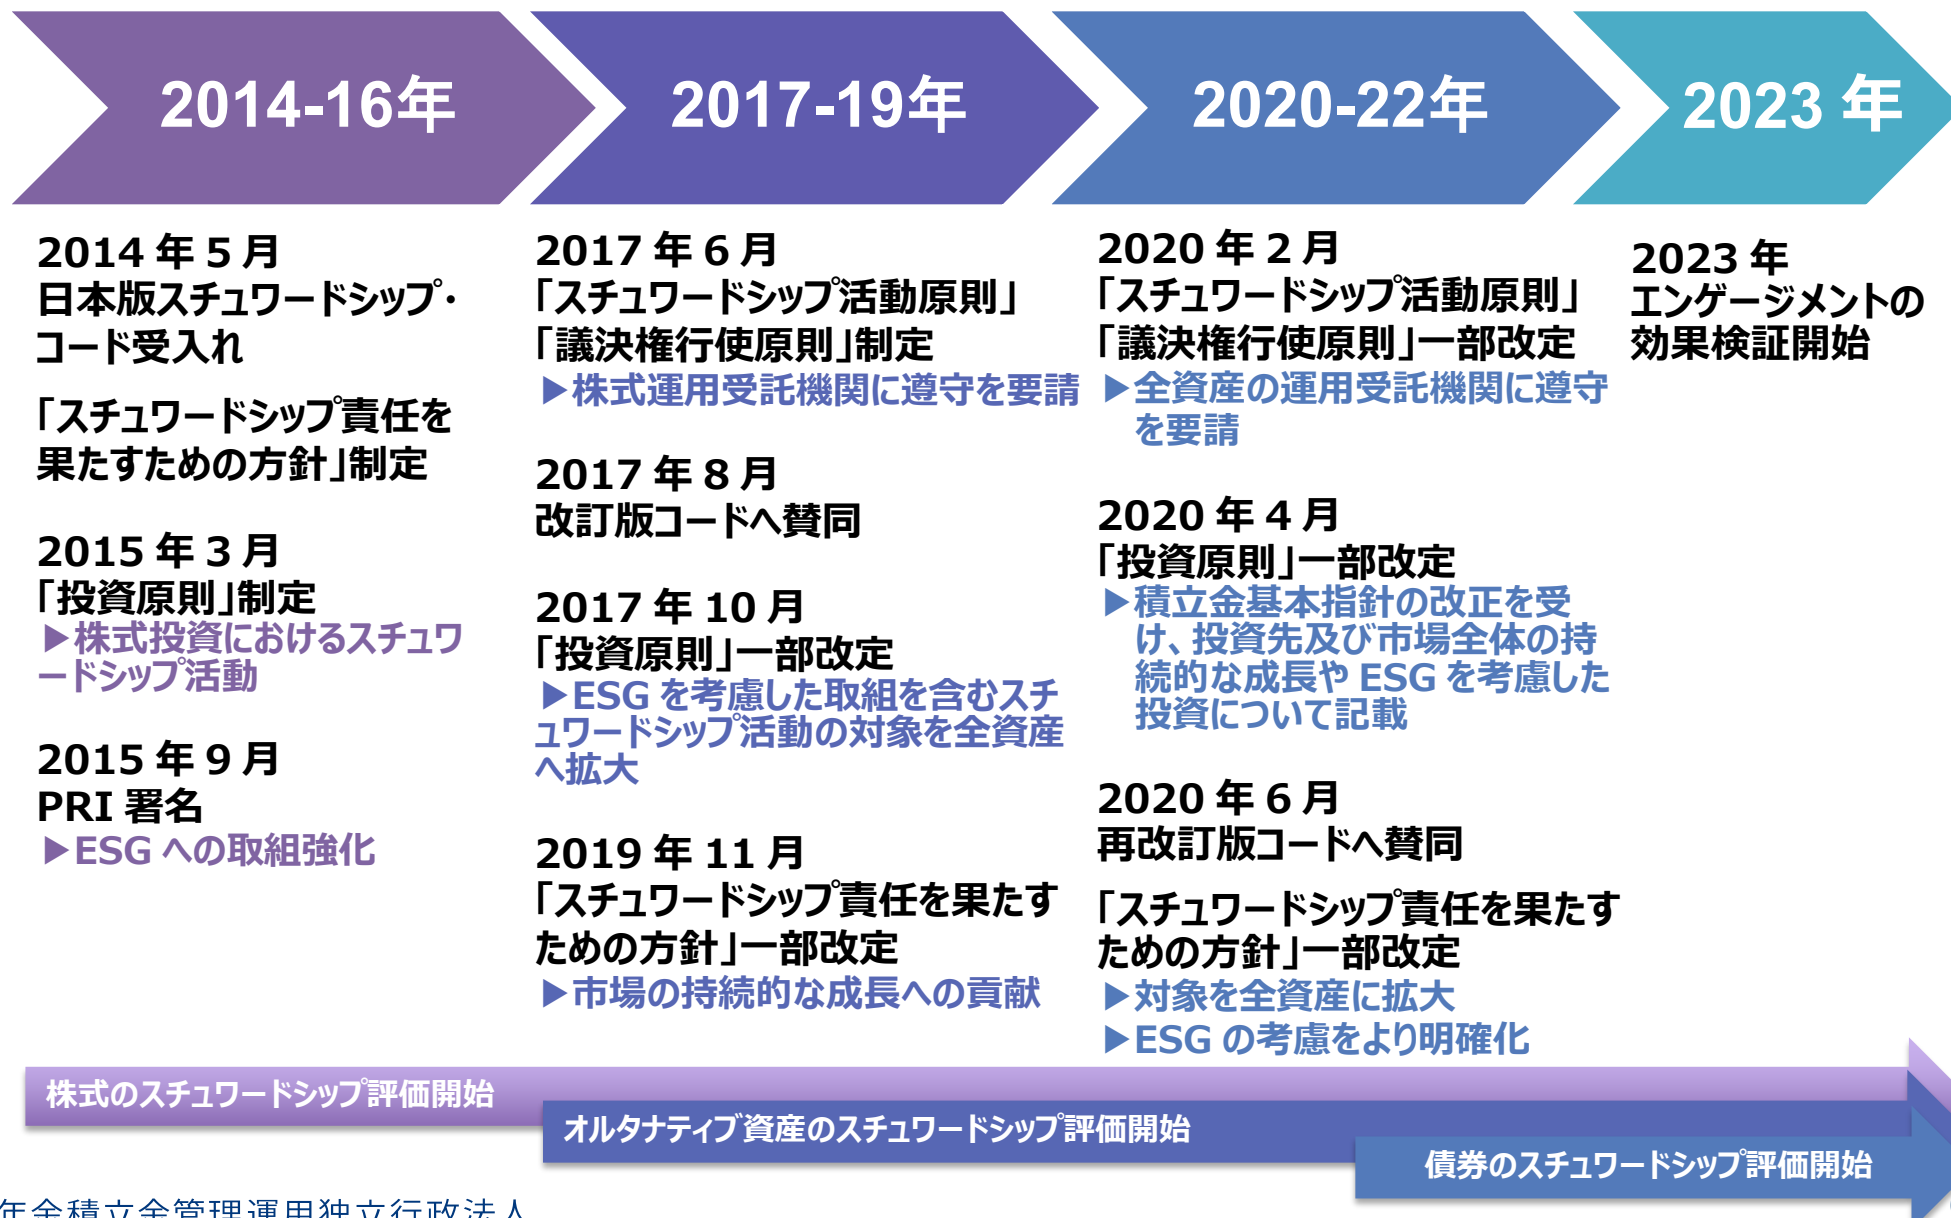 2014-16年
2017-19年
2020-22年
2023 年
2014 年 5 月
日本版スチュワードシップ・
コード受入れ
「スチュワードシップ責任を
果たすための方針」制定
2015 年 3 月
「投資原則」制定
▶株式投資におけるスチュワ
ードシップ活動
2015 年 9 月
PRI 署名
▶ESG への取組強化
2017 年 6 月
「スチュワードシップ活動原則」
「議決権行使原則」制定
▶株式運用受託機関に遵守を要請
2017 年 8 月
改訂版コードへ賛同
2017 年 10 月
「投資原則」一部改定
▶ESG を考慮した取組を含むスチ
ュワードシップ活動の対象を全資産
へ拡大
2019 年 11 月
「スチュワードシップ責任を果たす
ための方針」一部改定
▶市場の持続的な成長への貢献
2020 年 2 月
「スチュワードシップ活動原則」
「議決権行使原則」一部改定
▶全資産の運用受託機関に遵守
を要請
2020 年 4 月
「投資原則」一部改定
▶積立金基本指針の改正を受
け、投資先及び市場全体の持
続的な成長や ESG を考慮した
投資について記載
2020 年 6 月
再改訂版コードへ賛同
「スチュワードシップ責任を果たす
ための方針」一部改定
▶対象を全資産に拡大
▶ESG の考慮をより明確化
2023 年
エンゲージメントの
効果検証開始
株式のスチュワードシップ評価開始
オルタナティブ資産のスチュワードシップ評価開始
債券のスチュワードシップ評価開始
年金積立金管理運用独立行政法人